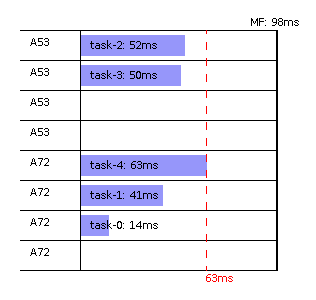 MF: 98ms
A53 task-2: 52ms
A53 task-3: 50ms
A53
A53
A72 task-4: 63ms
A72 task-1: 41ms
A72 task-0: 14ms
A72
63ms